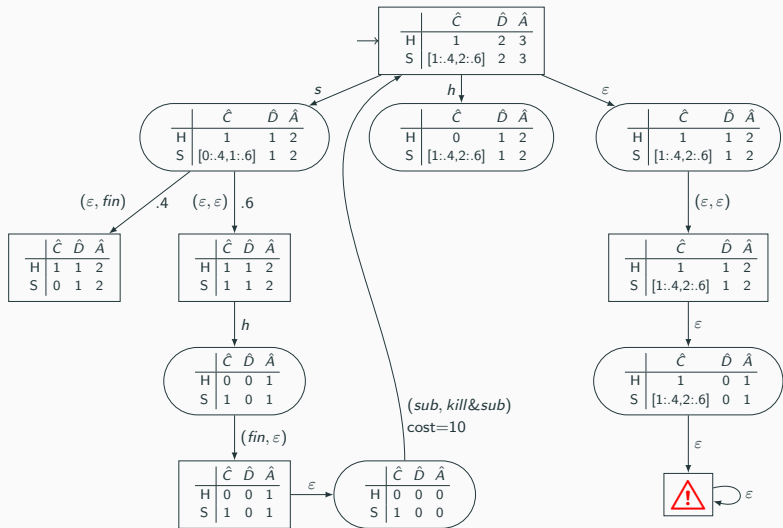 Ĉ D̂ Â
H 1 2 3
S [1:.4,2:.6] 2 3
s
h
ε
Ĉ D̂ Â
H 1 1 2
S [0:.4,1:.6] 1 2
Ĉ D̂ Â
H 0 1 2
S [1:.4,2:.6] 1 2
Ĉ D̂ Â
H 1 1 2
S [1:.4,2:.6] 1 2
(ε, fin) .4
(ε, ε) .6
(ε, ε)
Ĉ D̂ Â
H 1 1 2
S 0 1 2
Ĉ D̂ Â
H 1 1 2
S 1 1 2
Ĉ D̂ Â
H 1 1 2
S [1:.4,2:.6] 1 2
h
ε
Ĉ D̂ Â
H 0 0 1
S 1 0 1
Ĉ D̂ Â
H 1 0 1
S [1:.4,2:.6] 0 1
(fin, ε)
(sub, kill&sub)
cost=10
ε
Ĉ D̂ Â
H 0 0 1
S 1 0 1
ε
Ĉ D̂ Â
H 0 0 0
S 1 0 0
!
ε